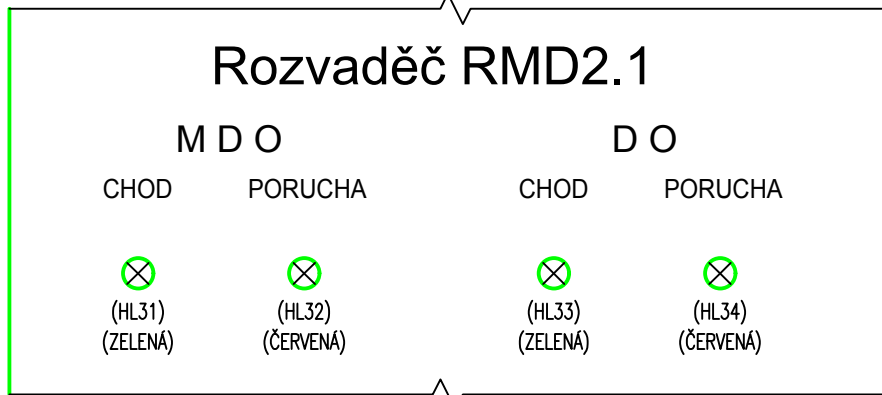 Rozvaděč RMD2.1
M D O D O
CHOD PORUCHA CHOD PORUCHA
(HL31) (HL32) (HL33) (HL34)
(ZELENÁ) (ČERVENÁ) (ZELENÁ) (ČERVENÁ)